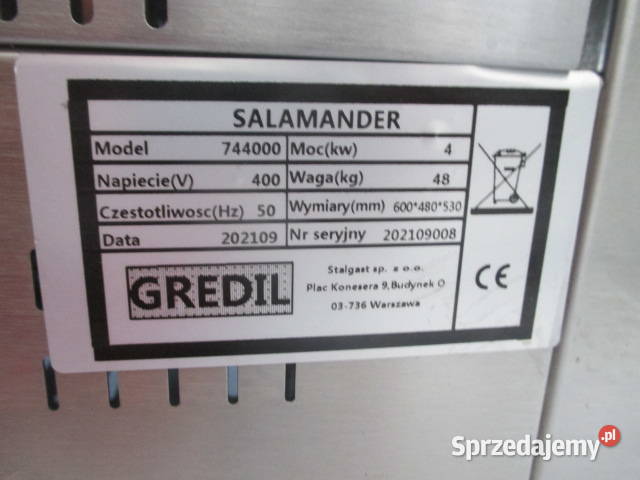 SALAMANDER
Model 744000 Moc(kw) 4
Napiecie(V) 400 Waga(kg) 48
Czestotliwosc(Hz) 50 Wymiary(mm) 600*480*530
Data 202109 Nr seryjny 202109008
GREDIL
Stalgast sp. z o.o.
Plac Konesera 9,Budynek O
03-736 Warszawa
CE
Sprzedajemy.pl